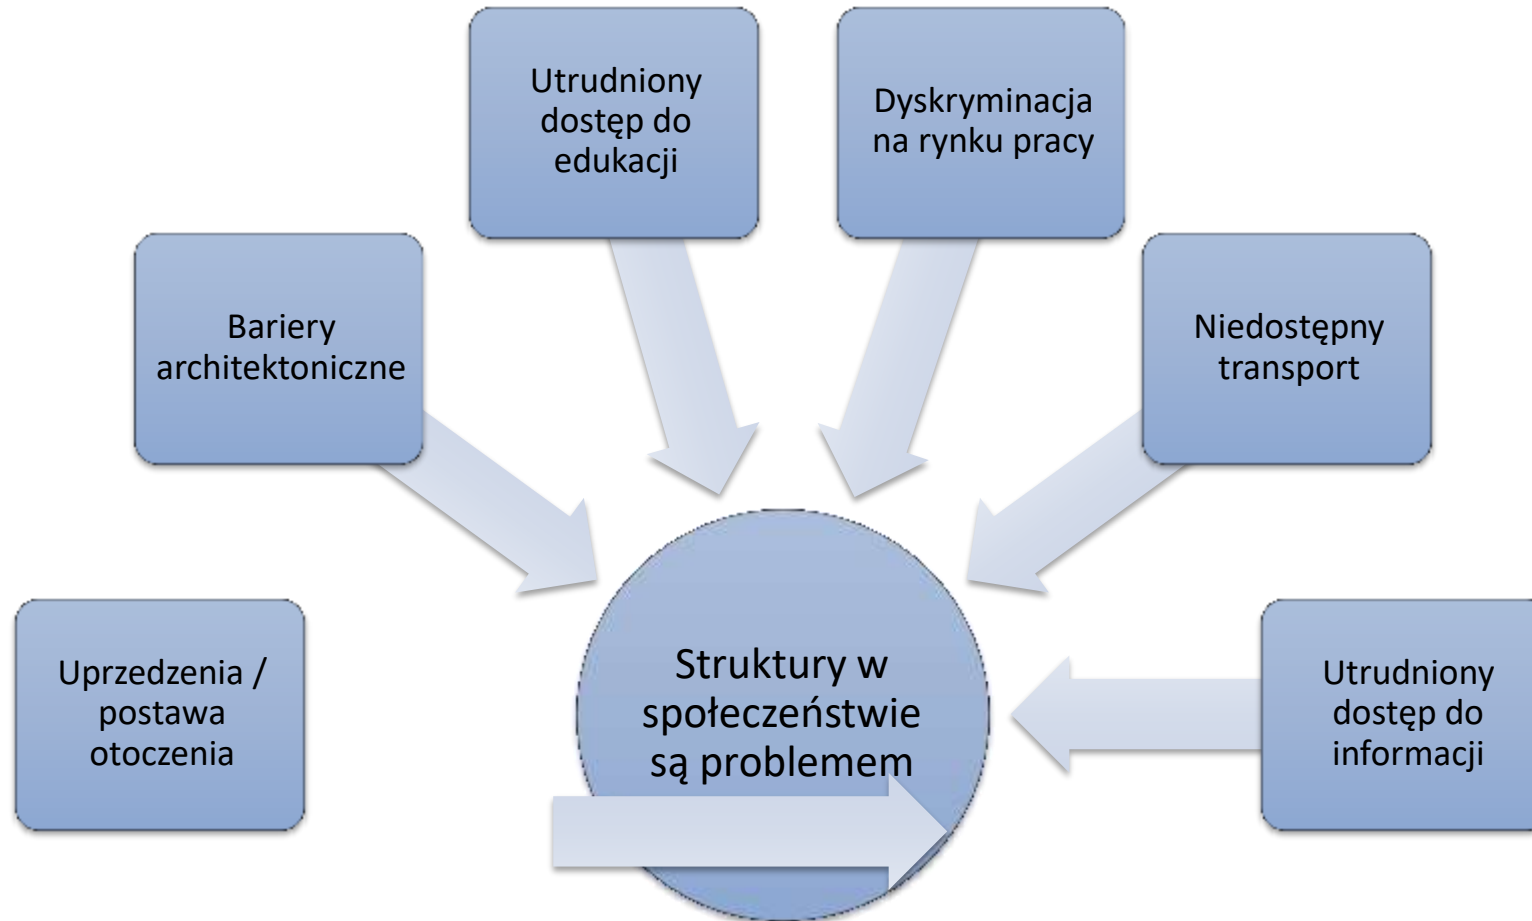 Utrudniony
dostęp do
edukacji
Dyskryminacja
na rynku pracy
Bariery
architektoniczne
Niedostępny
transport
Uprzedzenia /
postawa
otoczenia
Struktury w
społeczeństwie
są problemem
Utrudniony
dostęp do
informacji